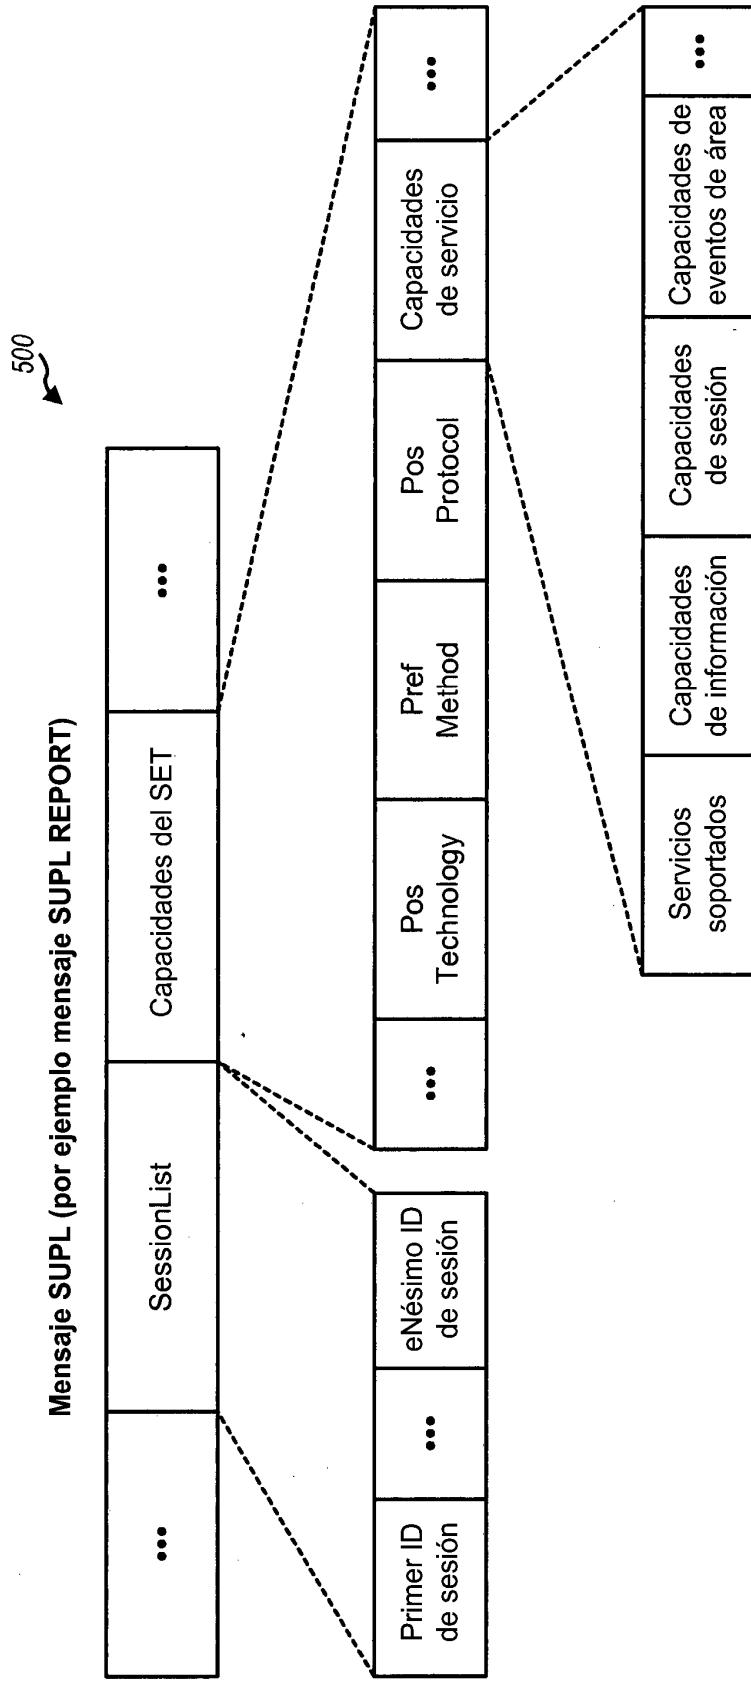 500
Mensaje SUPL (por ejemplo mensaje SUPL REPORT)
•••
SessionList
Capacidades del SET
•••
Primer ID
de sesión
•••
eNésimo ID
de sesión
•••
Pos
Technology
Pref
Method
Pos
Protocol
Capacidades
de servicio
•••
Servicios
soportados
Capacidades
de información
Capacidades
de sesión
Capacidades de
eventos de área
•••